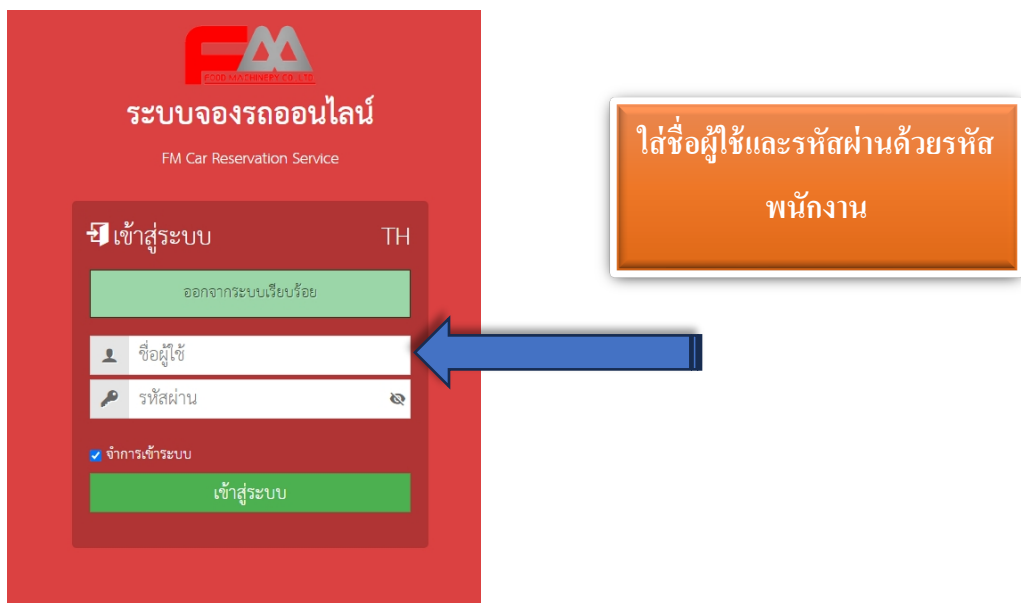 FM
FOOD MACHINERY CO.,LTD
ระบบจองรถออนไลน์
FM Car Reservation Service
เข้าสู่ระบบ TH
ออกจากระบบเรียบร้อย
ชื่อผู้ใช้
รหัสผ่าน
จำการเข้าระบบ
เข้าสู่ระบบ
ใส่ชื่อผู้ใช้และรหัสผ่านด้วยรหัส
พนักงาน